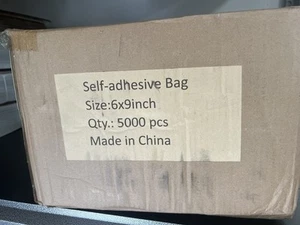 Self-adhesive Bag
Size:6x9inch
Qty.: 5000 pcs
Made in China